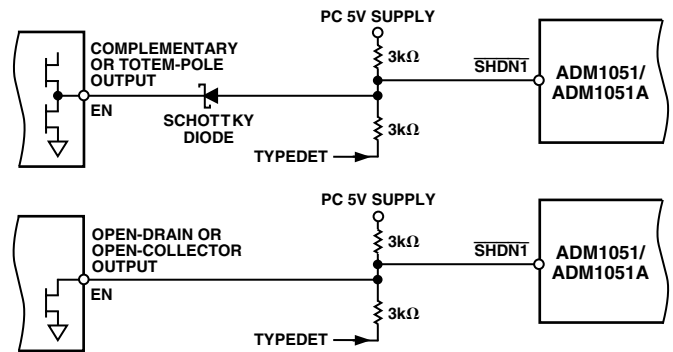 PC 5V SUPPLY
COMPLEMENTARY
OR TOTEM-POLE
OUTPUT
EN
SCHOTTKY
DIODE
3kΩ
3kΩ
TYPEDET
SHDN1
ADM1051/
ADM1051A
PC 5V SUPPLY
OPEN-DRAIN OR
OPEN-COLLECTOR
OUTPUT
EN
3kΩ
3kΩ
TYPEDET
SHDN1
ADM1051/
ADM1051A